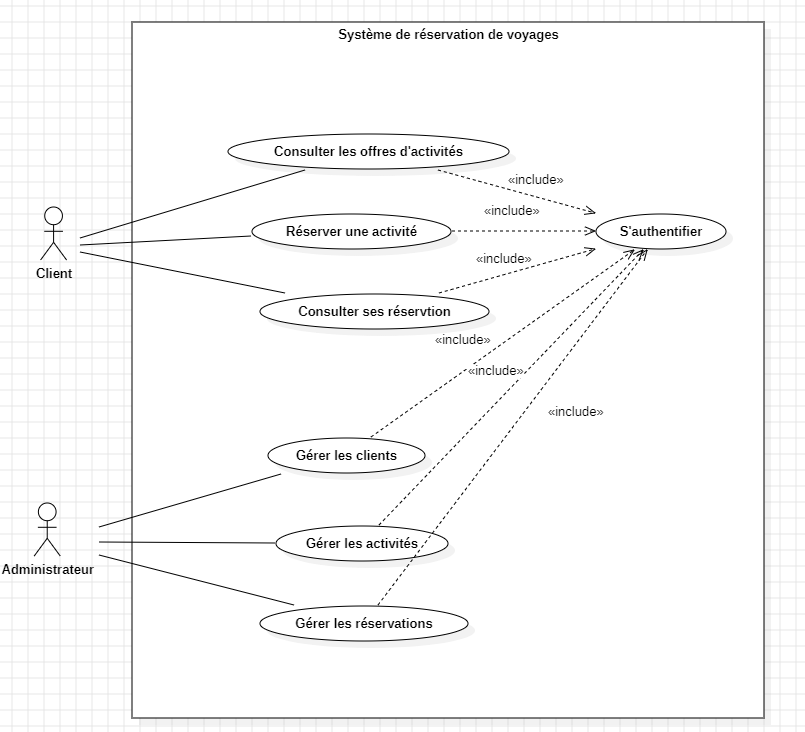 Système de réservation de voyages
Consulter les offres d'activités
«include»
«include»
Réserver une activité
S'authentifier
«include»
Client
Consulter ses réservtion
«include»
«include»
«include»
Gérer les clients
Gérer les activités
Administrateur
Gérer les réservations